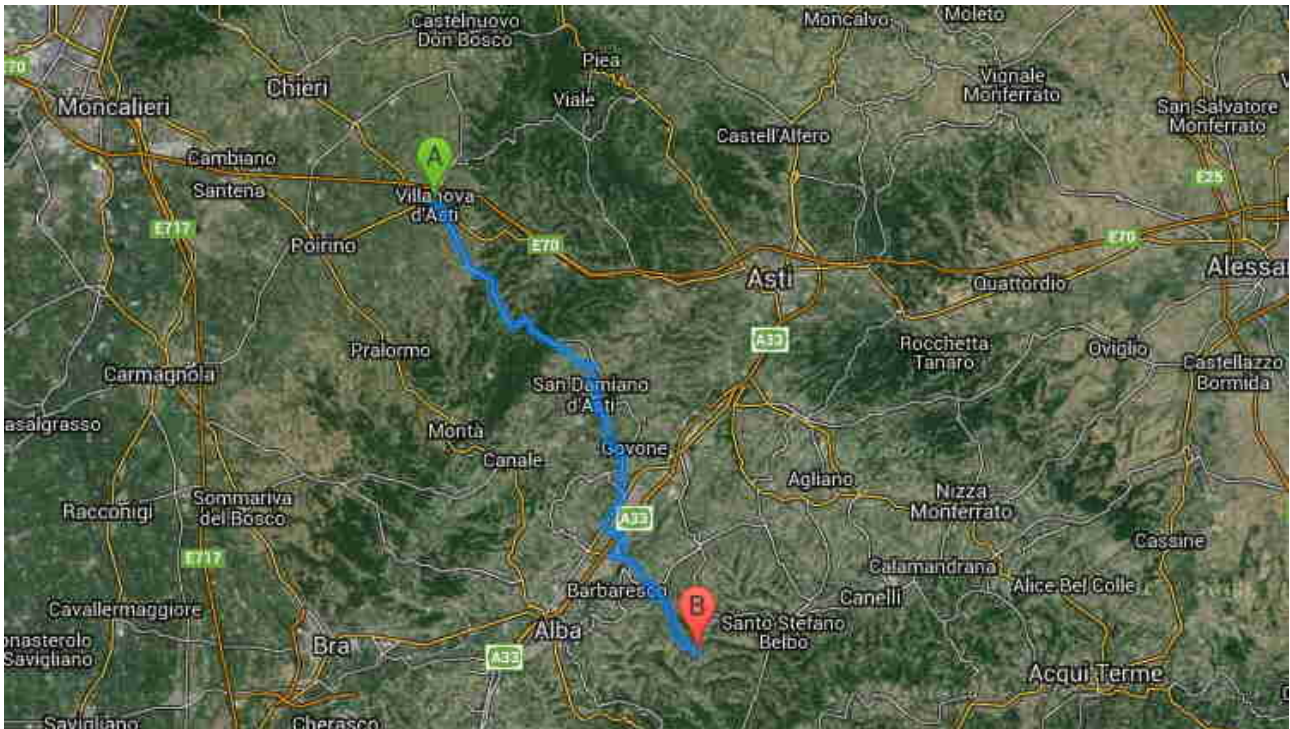 Castelnuovo
Don Bosco
Moncalvo
Moleto
E70
Piea
Chieri
Vignale
Monferrato
Moncalieri
Viale
San Salvatore
Monferrato
Castell'Alfero
A
Cambiano
Santena
E25
Villanova
d'Asti
E717
Poirino
E70
E70
Asti
Alessan
Quattordio
A33
Rocchetta
Tanaro
Oviglio
Pralormo
Castellazzo
Bormida
Carmagnola
San Damiano
d'Asti
asalgrasso
Montà
Govone
Canale
Agliano
Sommariva
del Bosco
Nizza
Monferrato
Racconigi
A33
Cassine
E717
Calamandrana
Barbaresco
Alice Bel Colle
B
Canelli
Cavallermaggiore
Santo Stefano
Belbo
Alba
Bra
onasterolo
Savigliano
A33
Acqui Terme
Savigliano
Cherasco